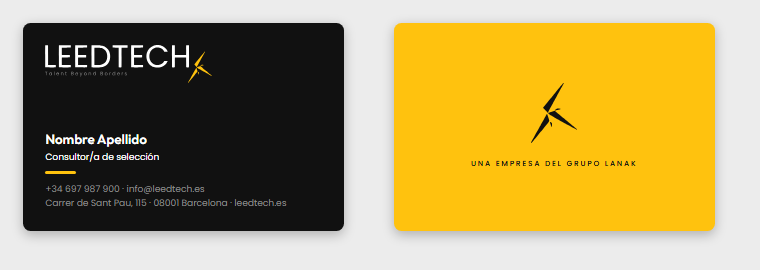 LEEDTECH
Talent Beyond Borders
Nombre Apellido
Consultor/a de selección
+34 697 987 900 · info@leedtech.es
Carrer de Sant Pau, 115 · 08001 Barcelona · leedtech.es
UNA EMPRESA DEL GRUPO LANAK